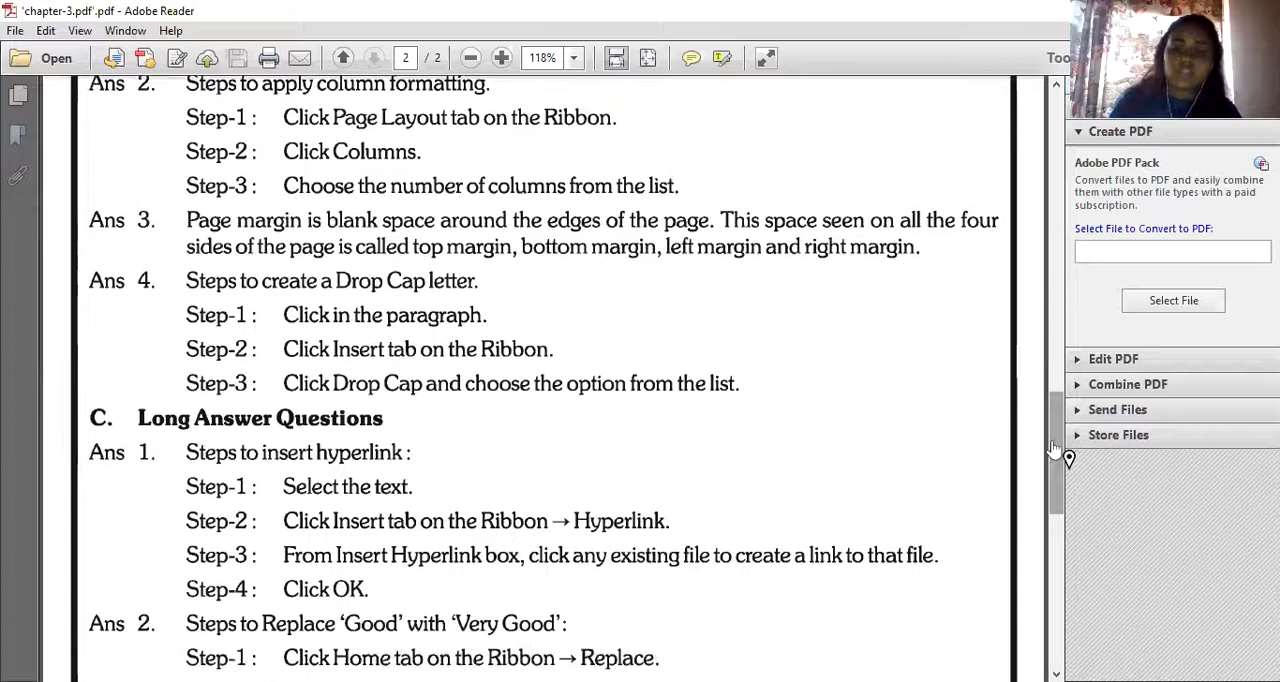 'chapter-3.pdf'.pdf - Adobe Reader
File Edit View Window Help
Open 2 / 2 118%
Ans 2. Steps to apply column formatting.
Step-1 : Click Page Layout tab on the Ribbon.
Step-2 : Click Columns.
Step-3 : Choose the number of columns from the list.
Ans 3. Page margin is blank space around the edges of the page. This space seen on all the four
sides of the page is called top margin, bottom margin, left margin and right margin.
Ans 4. Steps to create a Drop Cap letter.
Step-1 : Click in the paragraph.
Step-2 : Click Insert tab on the Ribbon.
Step-3 : Click Drop Cap and choose the option from the list.
C. Long Answer Questions
Ans 1. Steps to insert hyperlink :
Step-1 : Select the text.
Step-2 : Click Insert tab on the Ribbon → Hyperlink.
Step-3 : From Insert Hyperlink box, click any existing file to create a link to that file.
Step-4 : Click OK.
Ans 2. Steps to Replace 'Good' with 'Very Good':
Step-1 : Click Home tab on the Ribbon → Replace.
Create PDF
Adobe PDF Pack
Convert files to PDF and easily combine
them with other file types with a paid
subscription.
Select File to Convert to PDF:
Select File
Edit PDF
Combine PDF
Send Files
Store Files